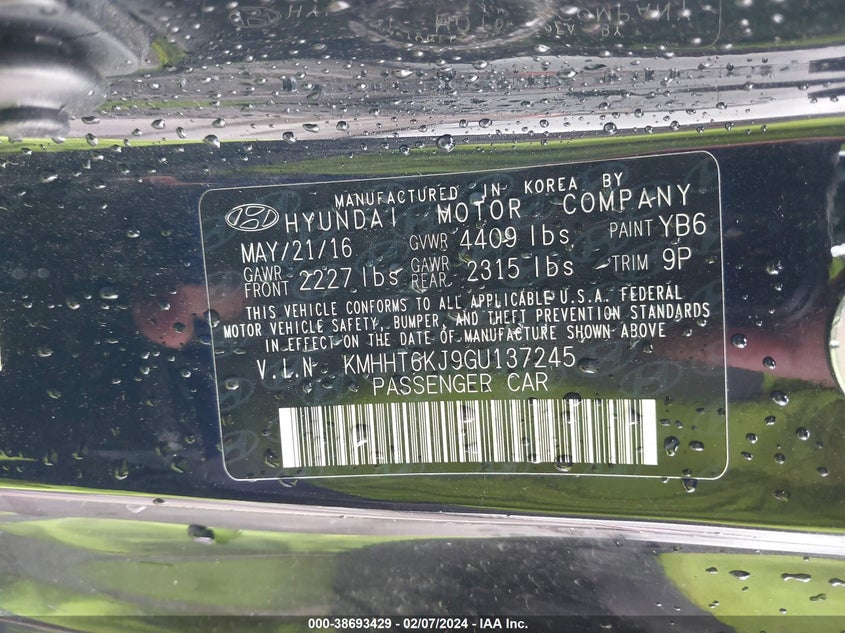 MANUFACTURED IN KOREA BY
HYUNDAI MOTOR COMPANY
MAY/21/16 GVWR 4409 lbs. PAINT YB6
GAWR FRONT 2227 lbs GAWR REAR 2315 lbs TRIM 9P
THIS VEHICLE CONFORMS TO ALL APPLICABLE U.S.A. FEDERAL
MOTOR VEHICLE SAFETY, BUMPER, AND THEFT PREVENTION STANDARDS
IN EFFECT ON THE DATE OF MANUFACTURE SHOWN ABOVE
V.I.N KMHHT6KJ9GU137245
PASSENGER CAR
000-38693429 - 02/07/2024 - IAA Inc.